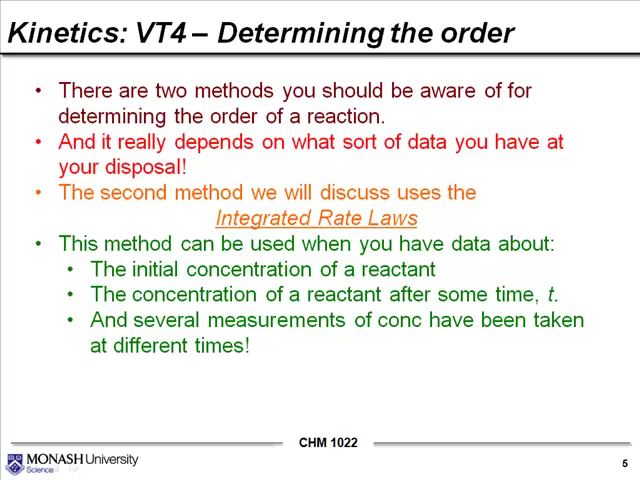 Kinetics: VT4 – Determining the order
• There are two methods you should be aware of for
determining the order of a reaction.
• And it really depends on what sort of data you have at
your disposal!
• The second method we will discuss uses the
Integrated Rate Laws
• This method can be used when you have data about:
• The initial concentration of a reactant
• The concentration of a reactant after some time, t.
• And several measurements of conc have been taken
at different times!
CHM 1022
MONASH University
Science
5